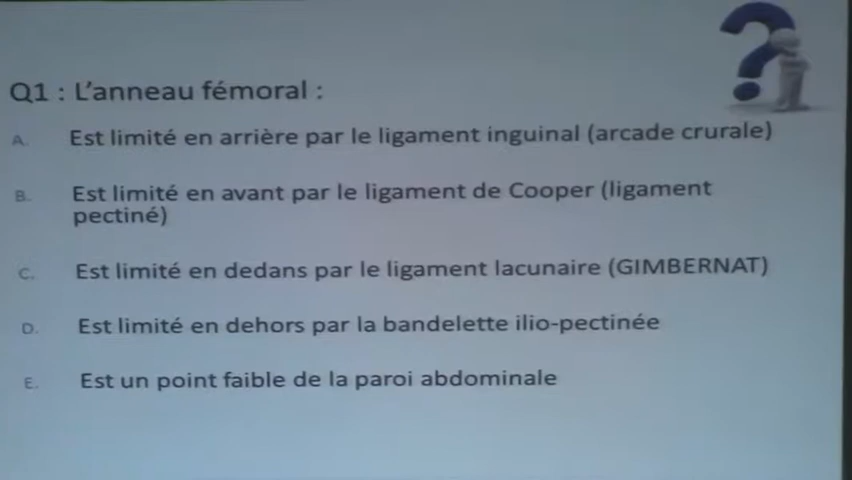 Q1 : L'anneau fémoral :
A. Est limité en arrière par le ligament inguinal (arcade crurale)
B. Est limité en avant par le ligament de Cooper (ligament
pectiné)
C. Est limité en dedans par le ligament lacunaire (GIMBERNAT)
D. Est limité en dehors par la bandelette ilio-pectinée
E. Est un point faible de la paroi abdominale